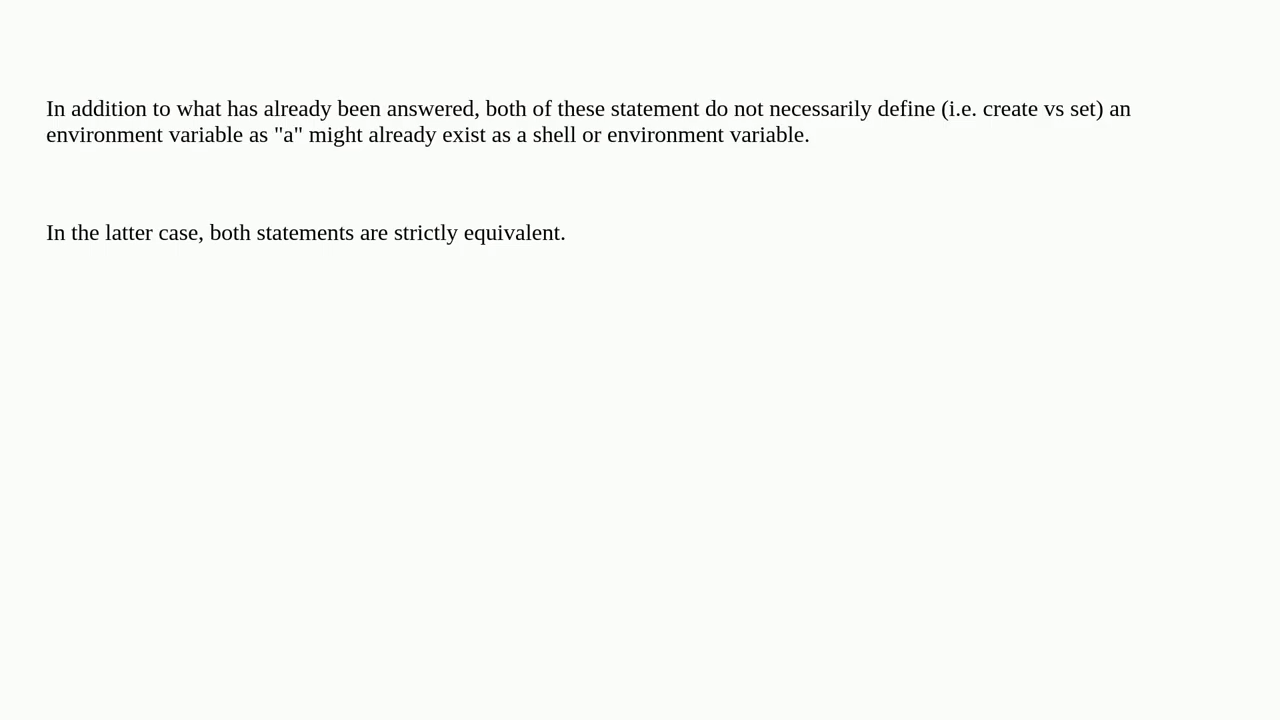 In addition to what has already been answered, both of these statement do not necessarily define (i.e. create vs set) an
environment variable as "a" might already exist as a shell or environment variable.
In the latter case, both statements are strictly equivalent.